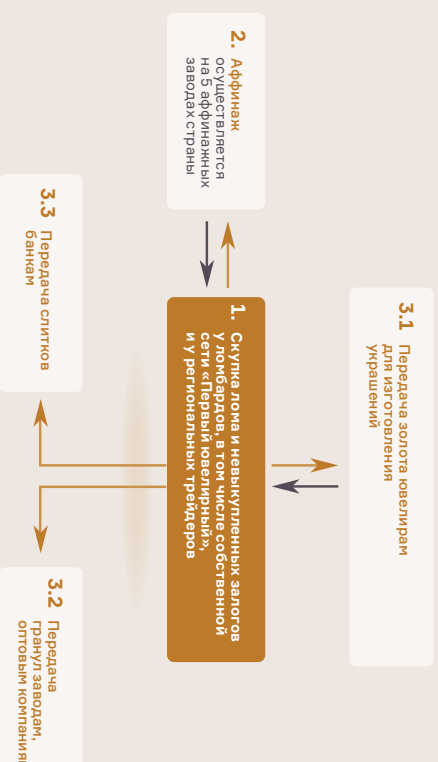 1. Скупка лома и невыкупленных залогов
у ломбардов, в том числе собственной
сети «Первый ювелирный»,
и у региональных трейдеров
2. Аффинаж
осуществляется
на 5 аффинажных
заводах страны
3.1 Передача золота ювелирам
для изготовления
украшений
3.2 Передача
гранул заводам,
оптовым компаниям
3.3 Передача слитков
банкам